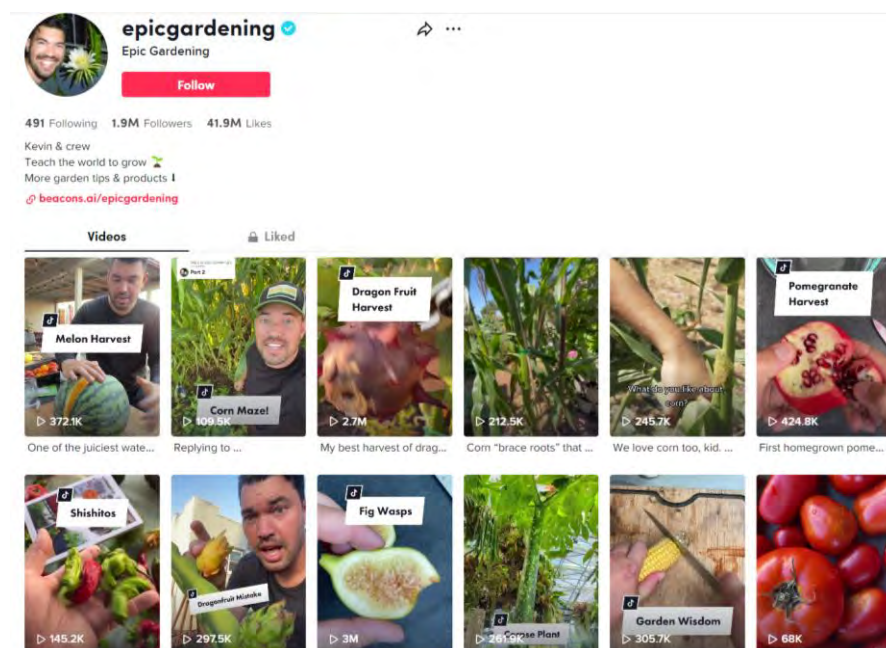 epicgardening
Epic Gardening
Follow
491 Following 1.9M Followers 41.9M Likes
Kevin & crew
Teach the world to grow 🌱
More garden tips & products ⬇
beacons.ai/epicgardening
Videos
Liked
Melon Harvest
372.1K
One of the juiciest wate...
Part 2
Corn Maze!
109.5K
Replying to ...
Dragon Fruit
Harvest
2.7M
My best harvest of drag...
212.5K
Corn “brace roots” that ...
What do you like about
corn?
245.7K
We love corn too, kid. ...
Pomegranate
Harvest
424.8K
First homegrown pome...
Shishitos
145.2K
Dragonfruit Mistake
297.5K
Fig Wasps
3M
Corpse Plant
261.9K
Garden Wisdom
305.7K
68K